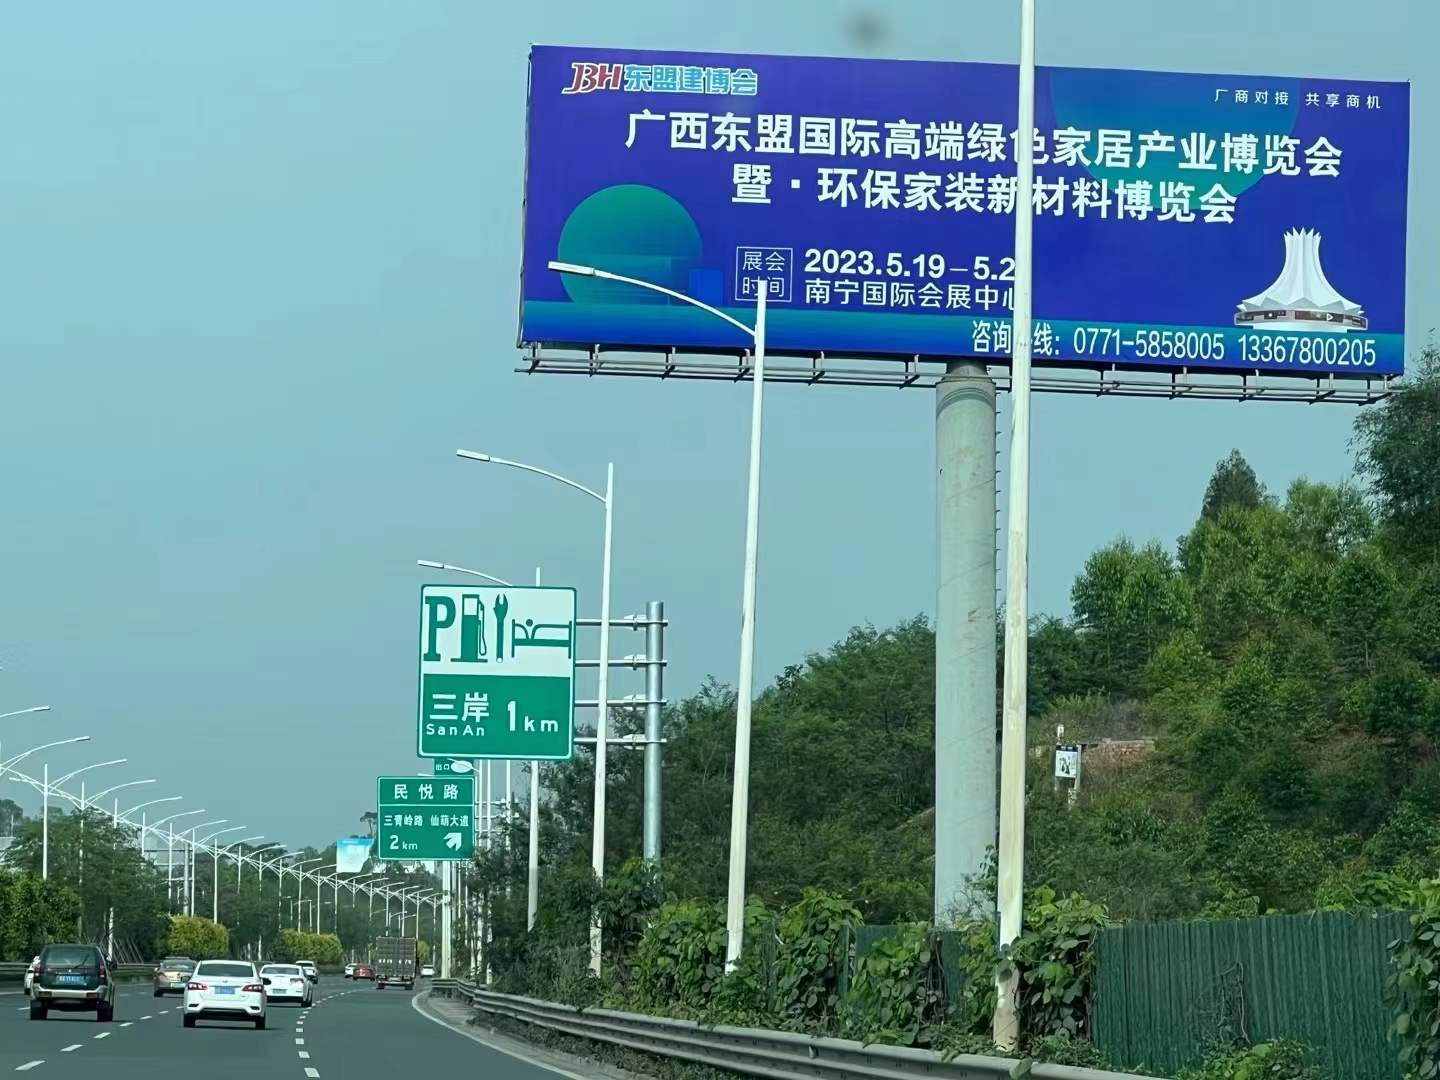 JBH东盟建博会
厂商对接 共享商机
广西东盟国际高端绿色家居产业博览会
暨·环保家装新材料博览会
展会
时间
2023.5.19-5.2
南宁国际会展中心
咨询 线: 0771-5858005 13367800205
P
三岸 1km
San An
出口
民悦路
三青岭路 仙葫大道
2km